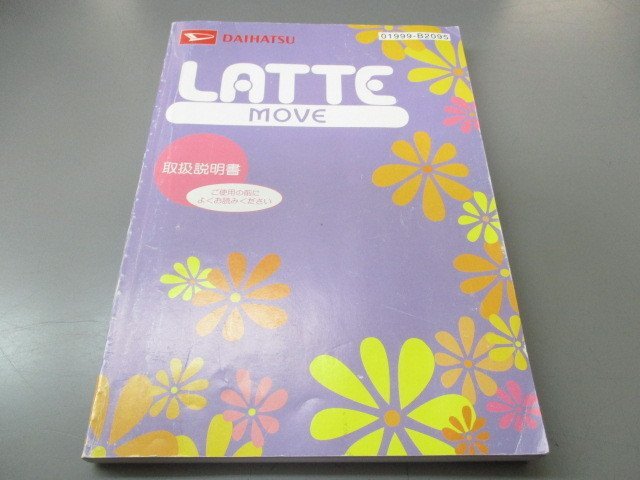 DAIHATSU
01999-B2095
LATTE
MOVE
取扱説明書
ご使用の前に
よくお読みください